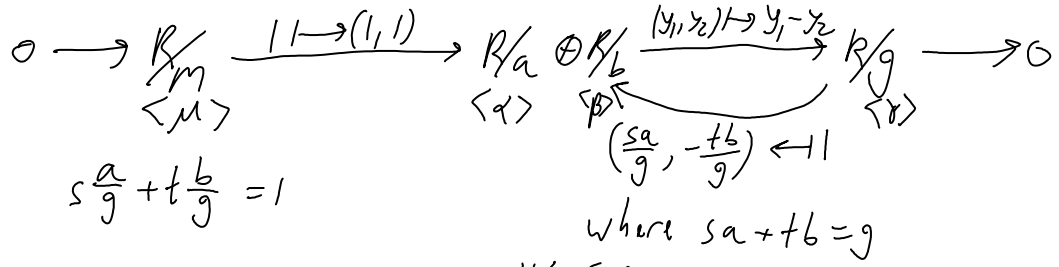 0 → R/m 1 ↦ (1,1) → R/a ⊕ R/b (y₁,y₂) ↦ y₁-y₂ → R/g → 0
<μ> <α> <β> <γ>
(sa/g, -tb/g) ↤ 1
s a/g + t b/g = 1
where sa + tb = g